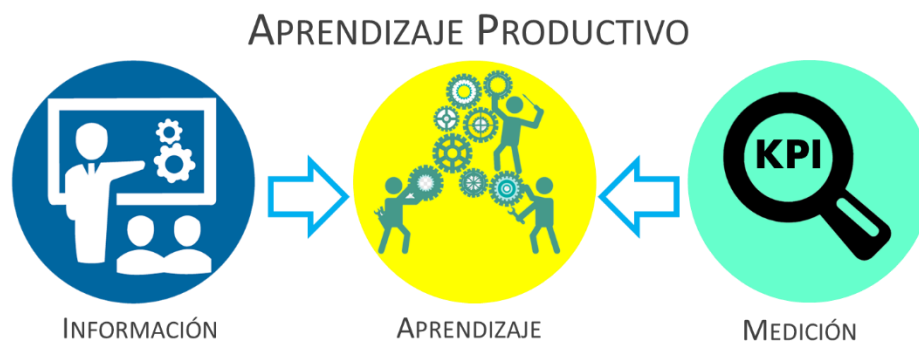 Aprendizaje Productivo
KPI
Información
Aprendizaje
Medición